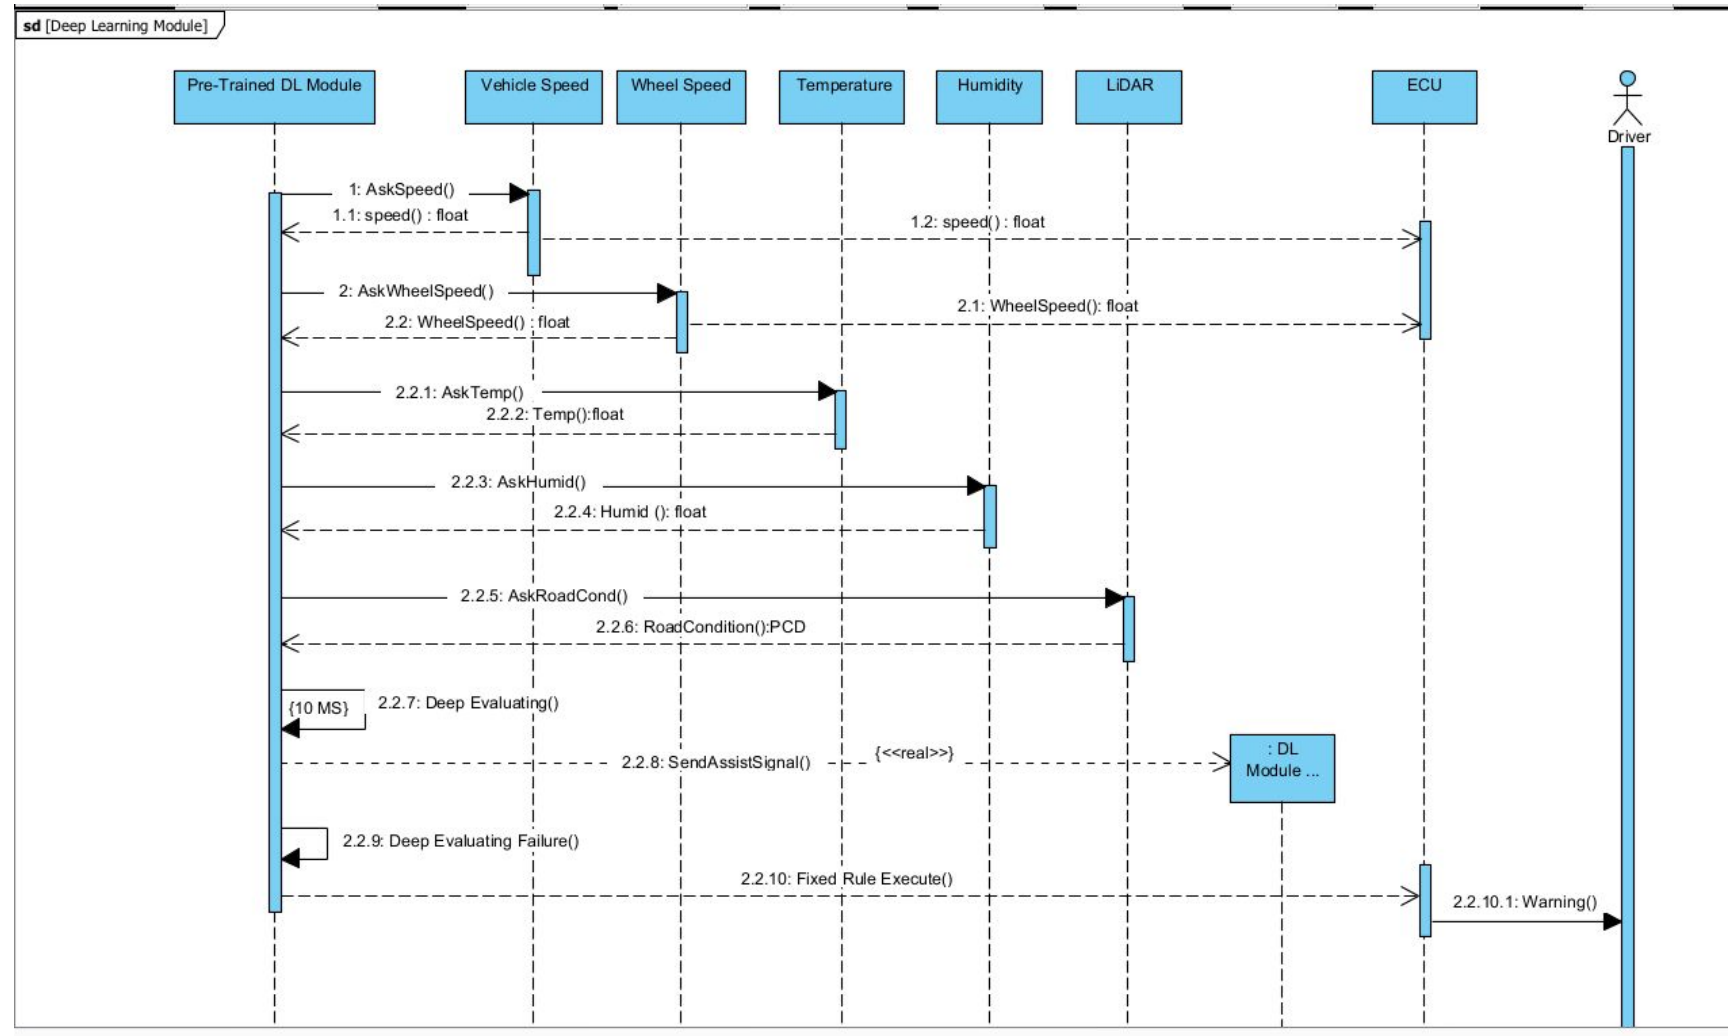 sd [Deep Learning Module]
Pre-Trained DL Module
Vehicle Speed
Wheel Speed
Temperature
Humidity
LiDAR
ECU
Driver
1: AskSpeed()
1.1: speed() : float
1.2: speed() : float
2: AskWheelSpeed()
2.1: WheelSpeed(): float
2.2: WheelSpeed() : float
2.2.1: AskTemp()
2.2.2: Temp():float
2.2.3: AskHumid()
2.2.4: Humid (): float
2.2.5: AskRoadCond()
2.2.6: RoadCondition():PCD
{10 MS}
2.2.7: Deep Evaluating()
2.2.8: SendAssistSignal()
{<<real>>}
: DL
Module ...
2.2.9: Deep Evaluating Failure()
2.2.10: Fixed Rule Execute()
2.2.10.1: Warning()